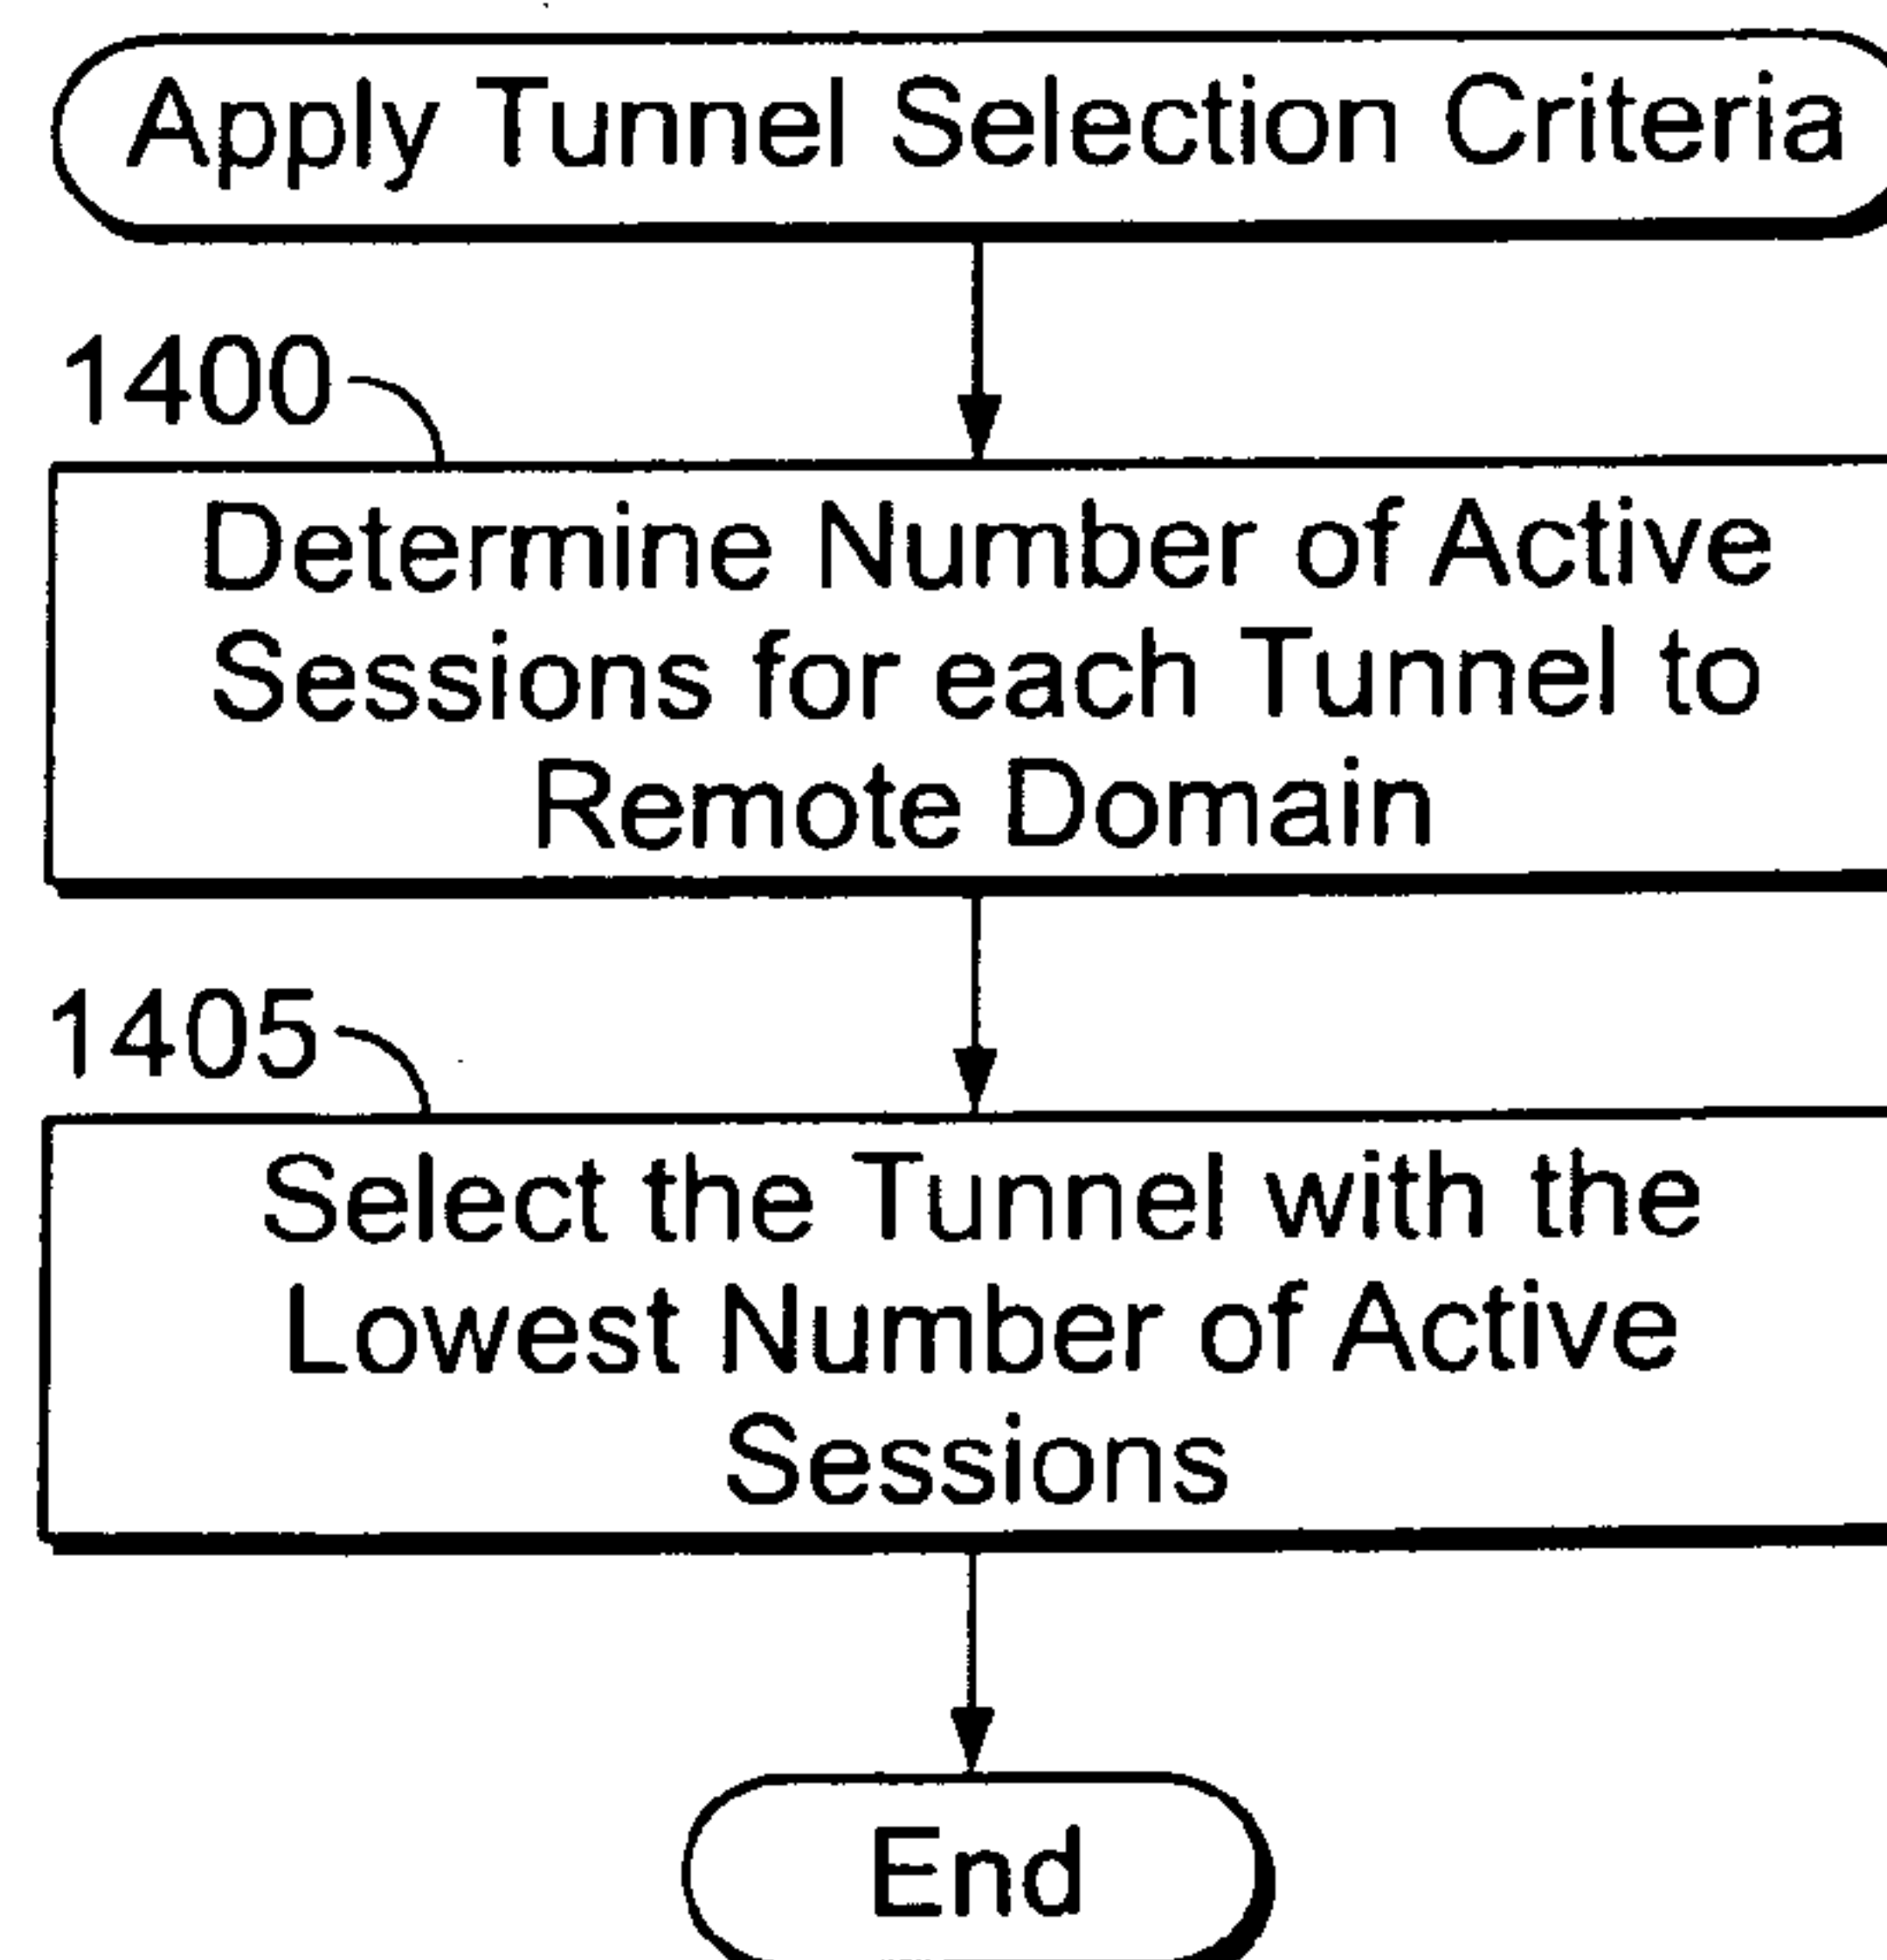 Apply Tunnel Selection Criteria
1400
Determine Number of Active
Sessions for each Tunnel to
Remote Domain
1405
Select the Tunnel with the
Lowest Number of Active
Sessions
End